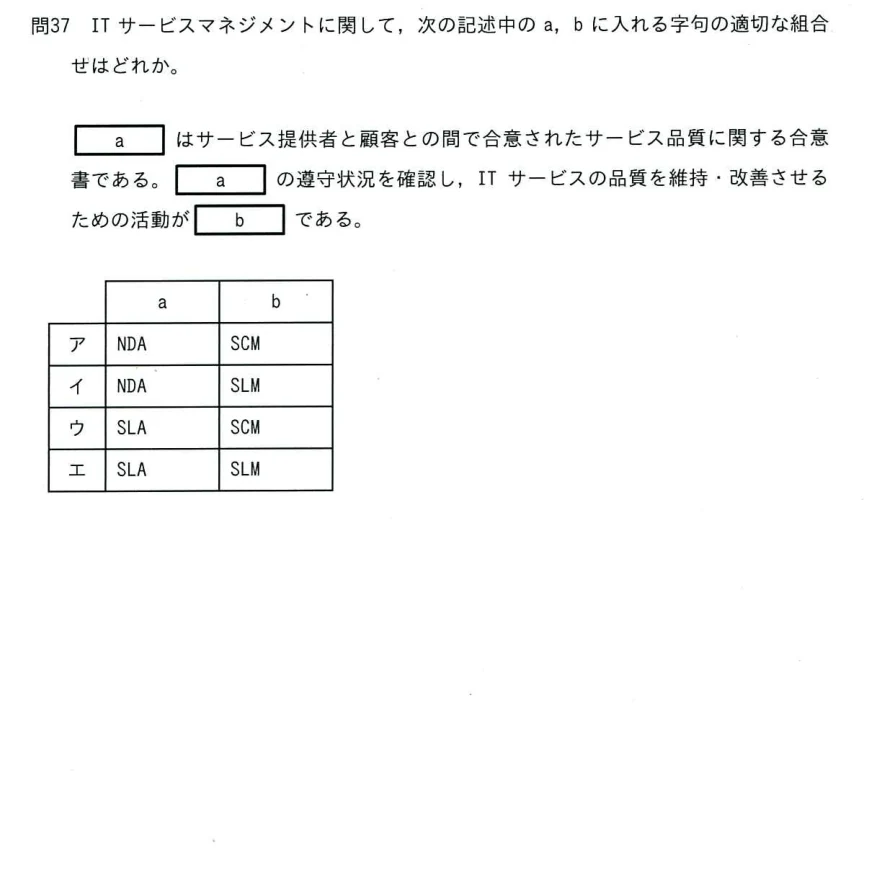 問37 IT サービスマネジメントに関して，次の記述中の a，b に入れる字句の適切な組合
せはどれか。
a はサービス提供者と顧客との間で合意されたサービス品質に関する合意
書である。 a の遵守状況を確認し，IT サービスの品質を維持・改善させる
ための活動が b である。
a b
ア NDA SCM
イ NDA SLM
ウ SLA SCM
エ SLA SLM